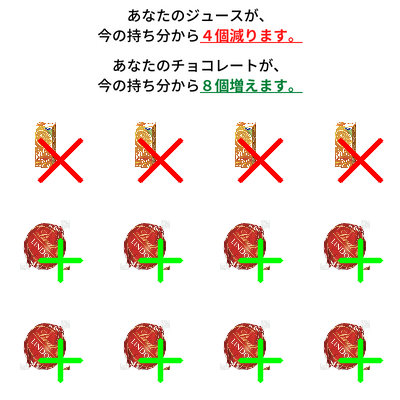 あなたのジュースが、
今の持ち分から４個減ります。
あなたのチョコレートが、
今の持ち分から８個増えます。